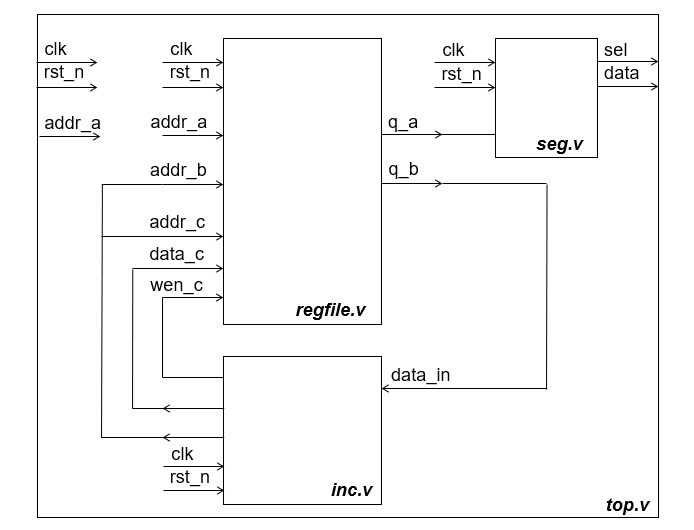 clk
rst_n
addr_a
clk
rst_n
addr_a
addr_b
addr_c
data_c
wen_c
regfile.v
q_a
q_b
clk
rst_n
seg.v
sel
data
data_in
clk
rst_n
inc.v
top.v